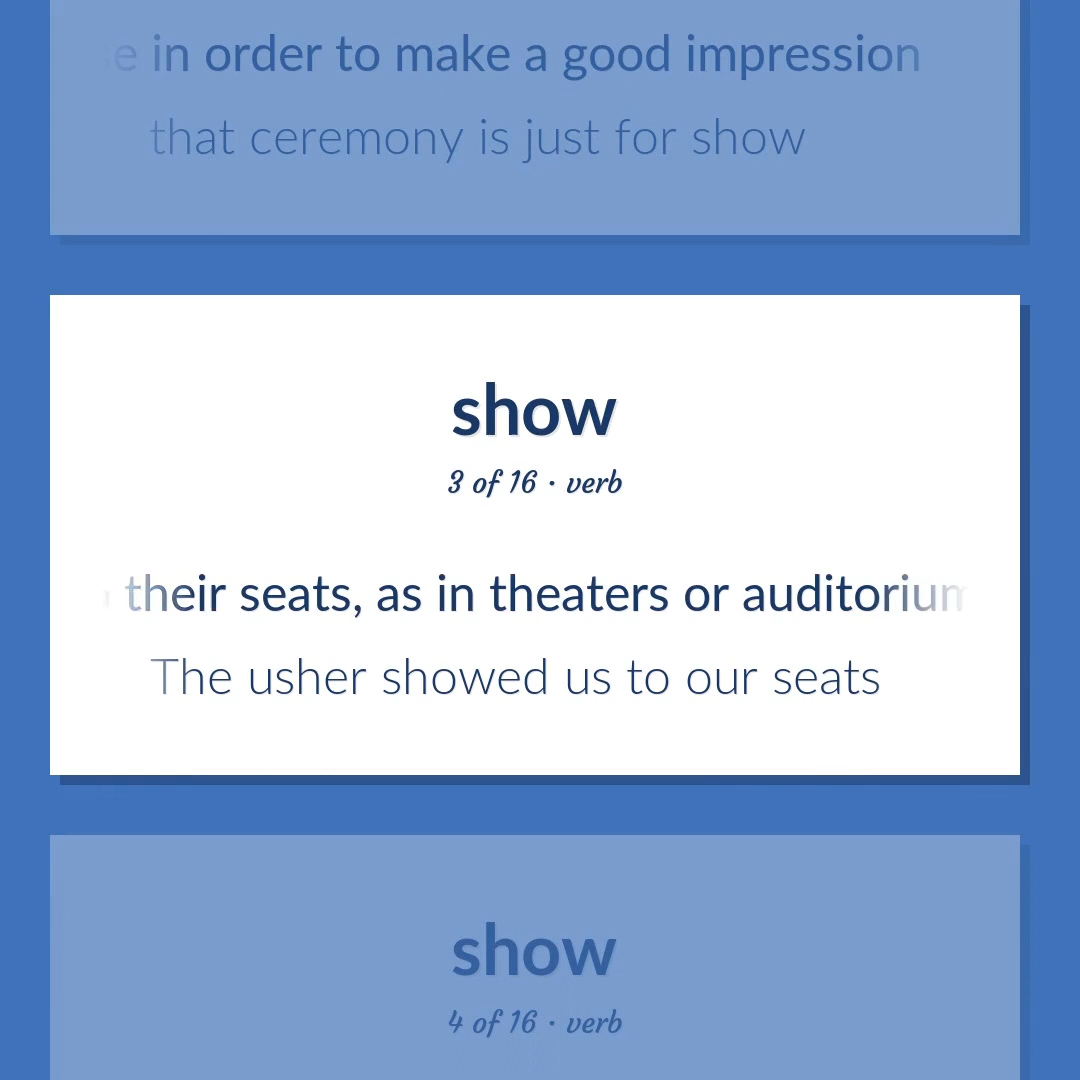 in order to make a good impression
that ceremony is just for show
show
3 of 16 · verb
their seats, as in theaters or
The usher showed us to our seats
show
4 of 16 · verb